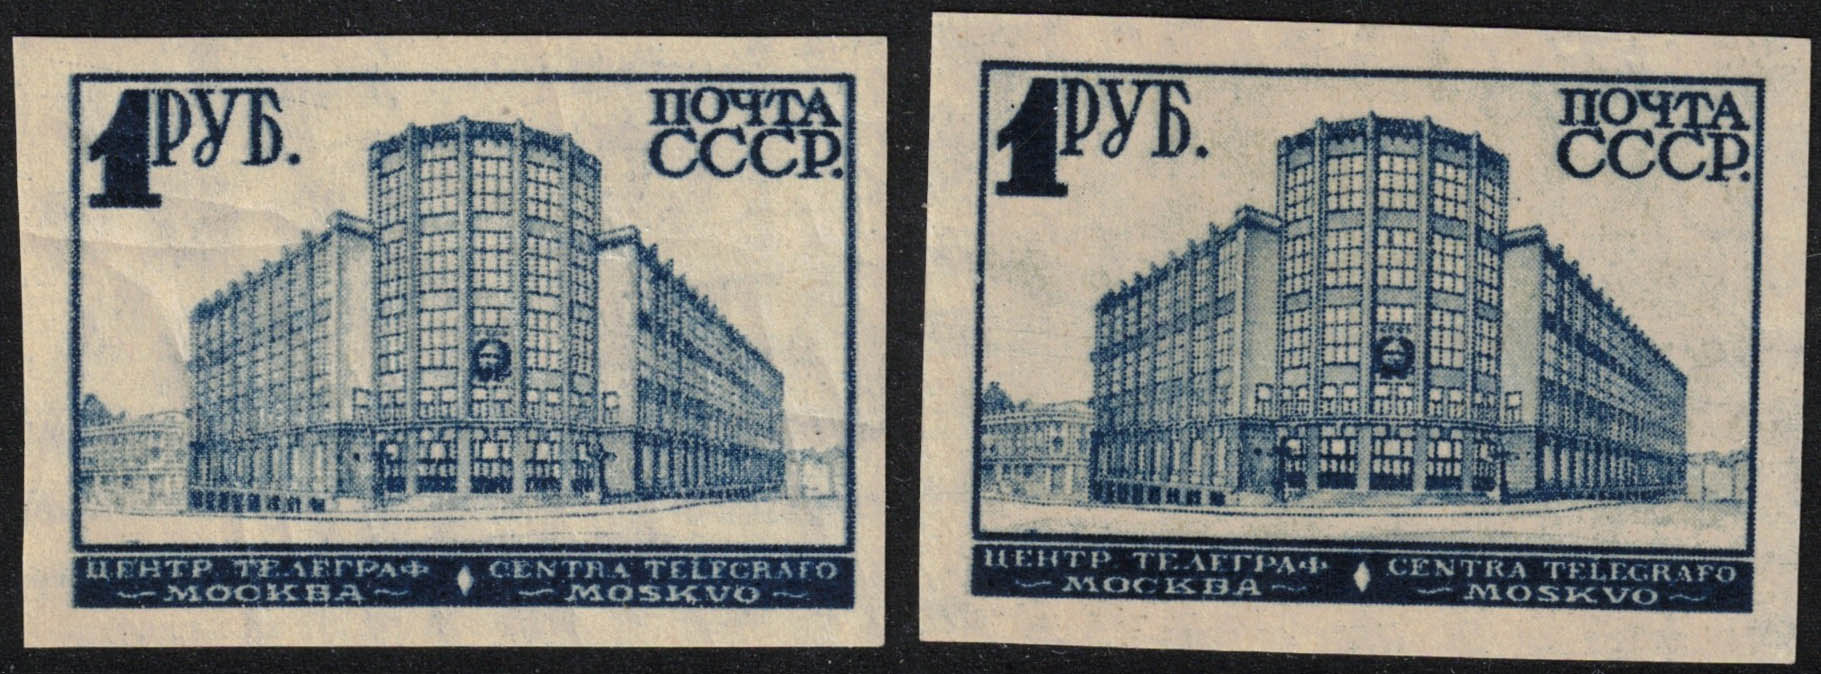 1 РУБ.
ПОЧТА
СССР.
ЦЕНТР. ТЕЛЕГРАФ
МОСКВА
CENTRA TELEGRAFO
MOSKVO
1 РУБ.
ПОЧТА
СССР.
ЦЕНТР. ТЕЛЕГРАФ
МОСКВА
CENTRA TELEGRAFO
MOSKVO